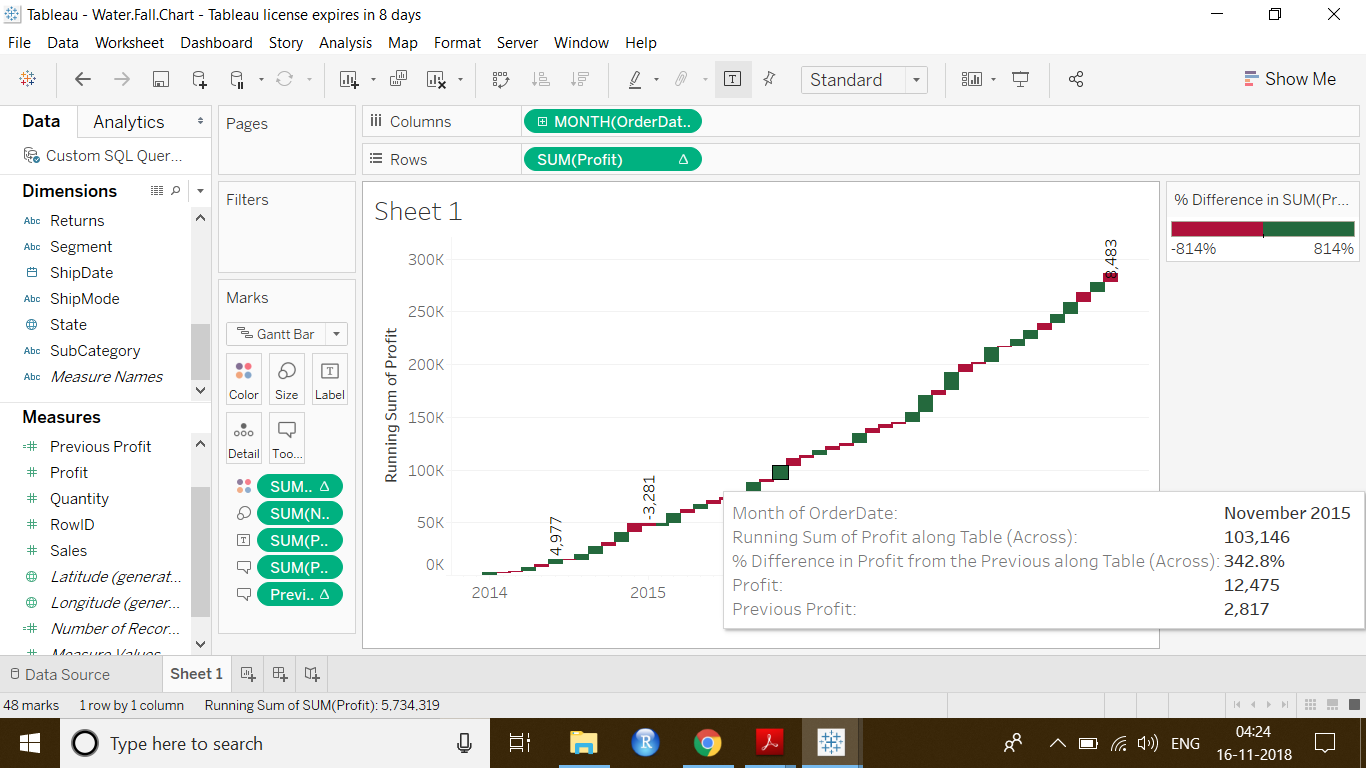 Tableau - Water.Fall.Chart - Tableau license expires in 8 days
File Data Worksheet Dashboard Story Analysis Map Format Server Window Help
Standard
Show Me
Data
Analytics
Custom SQL Quer...
Dimensions
Abc Returns
Abc Segment
ShipDate
Abc ShipMode
State
Abc SubCategory
Abc Measure Names
Measures
Previous Profit
Profit
Quantity
RowID
Sales
Latitude (generat...
Longitude (gener...
Number of Recor...
Measure Values
Pages
Filters
Marks
Gantt Bar
Color
Size
Label
Detail
Too...
SUM.. Δ
SUM(N..
SUM(P..
SUM(P..
Previ.. Δ
Columns
MONTH(OrderDat..
Rows
SUM(Profit) Δ
Sheet 1
Running Sum of Profit
300K
250K
200K
150K
100K
50K
0K
2014
2015
4,977
-3,281
8,483
Month of OrderDate: November 2015
Running Sum of Profit along Table (Across): 103,146
% Difference in Profit from the Previous along Table (Across): 342.8%
Profit: 12,475
Previous Profit: 2,817
% Difference in SUM(Pr...
-814% 814%
Data Source
Sheet 1
48 marks 1 row by 1 column Running Sum of SUM(Profit): 5,734,319
Type here to search
R
ENG
04:24
16-11-2018